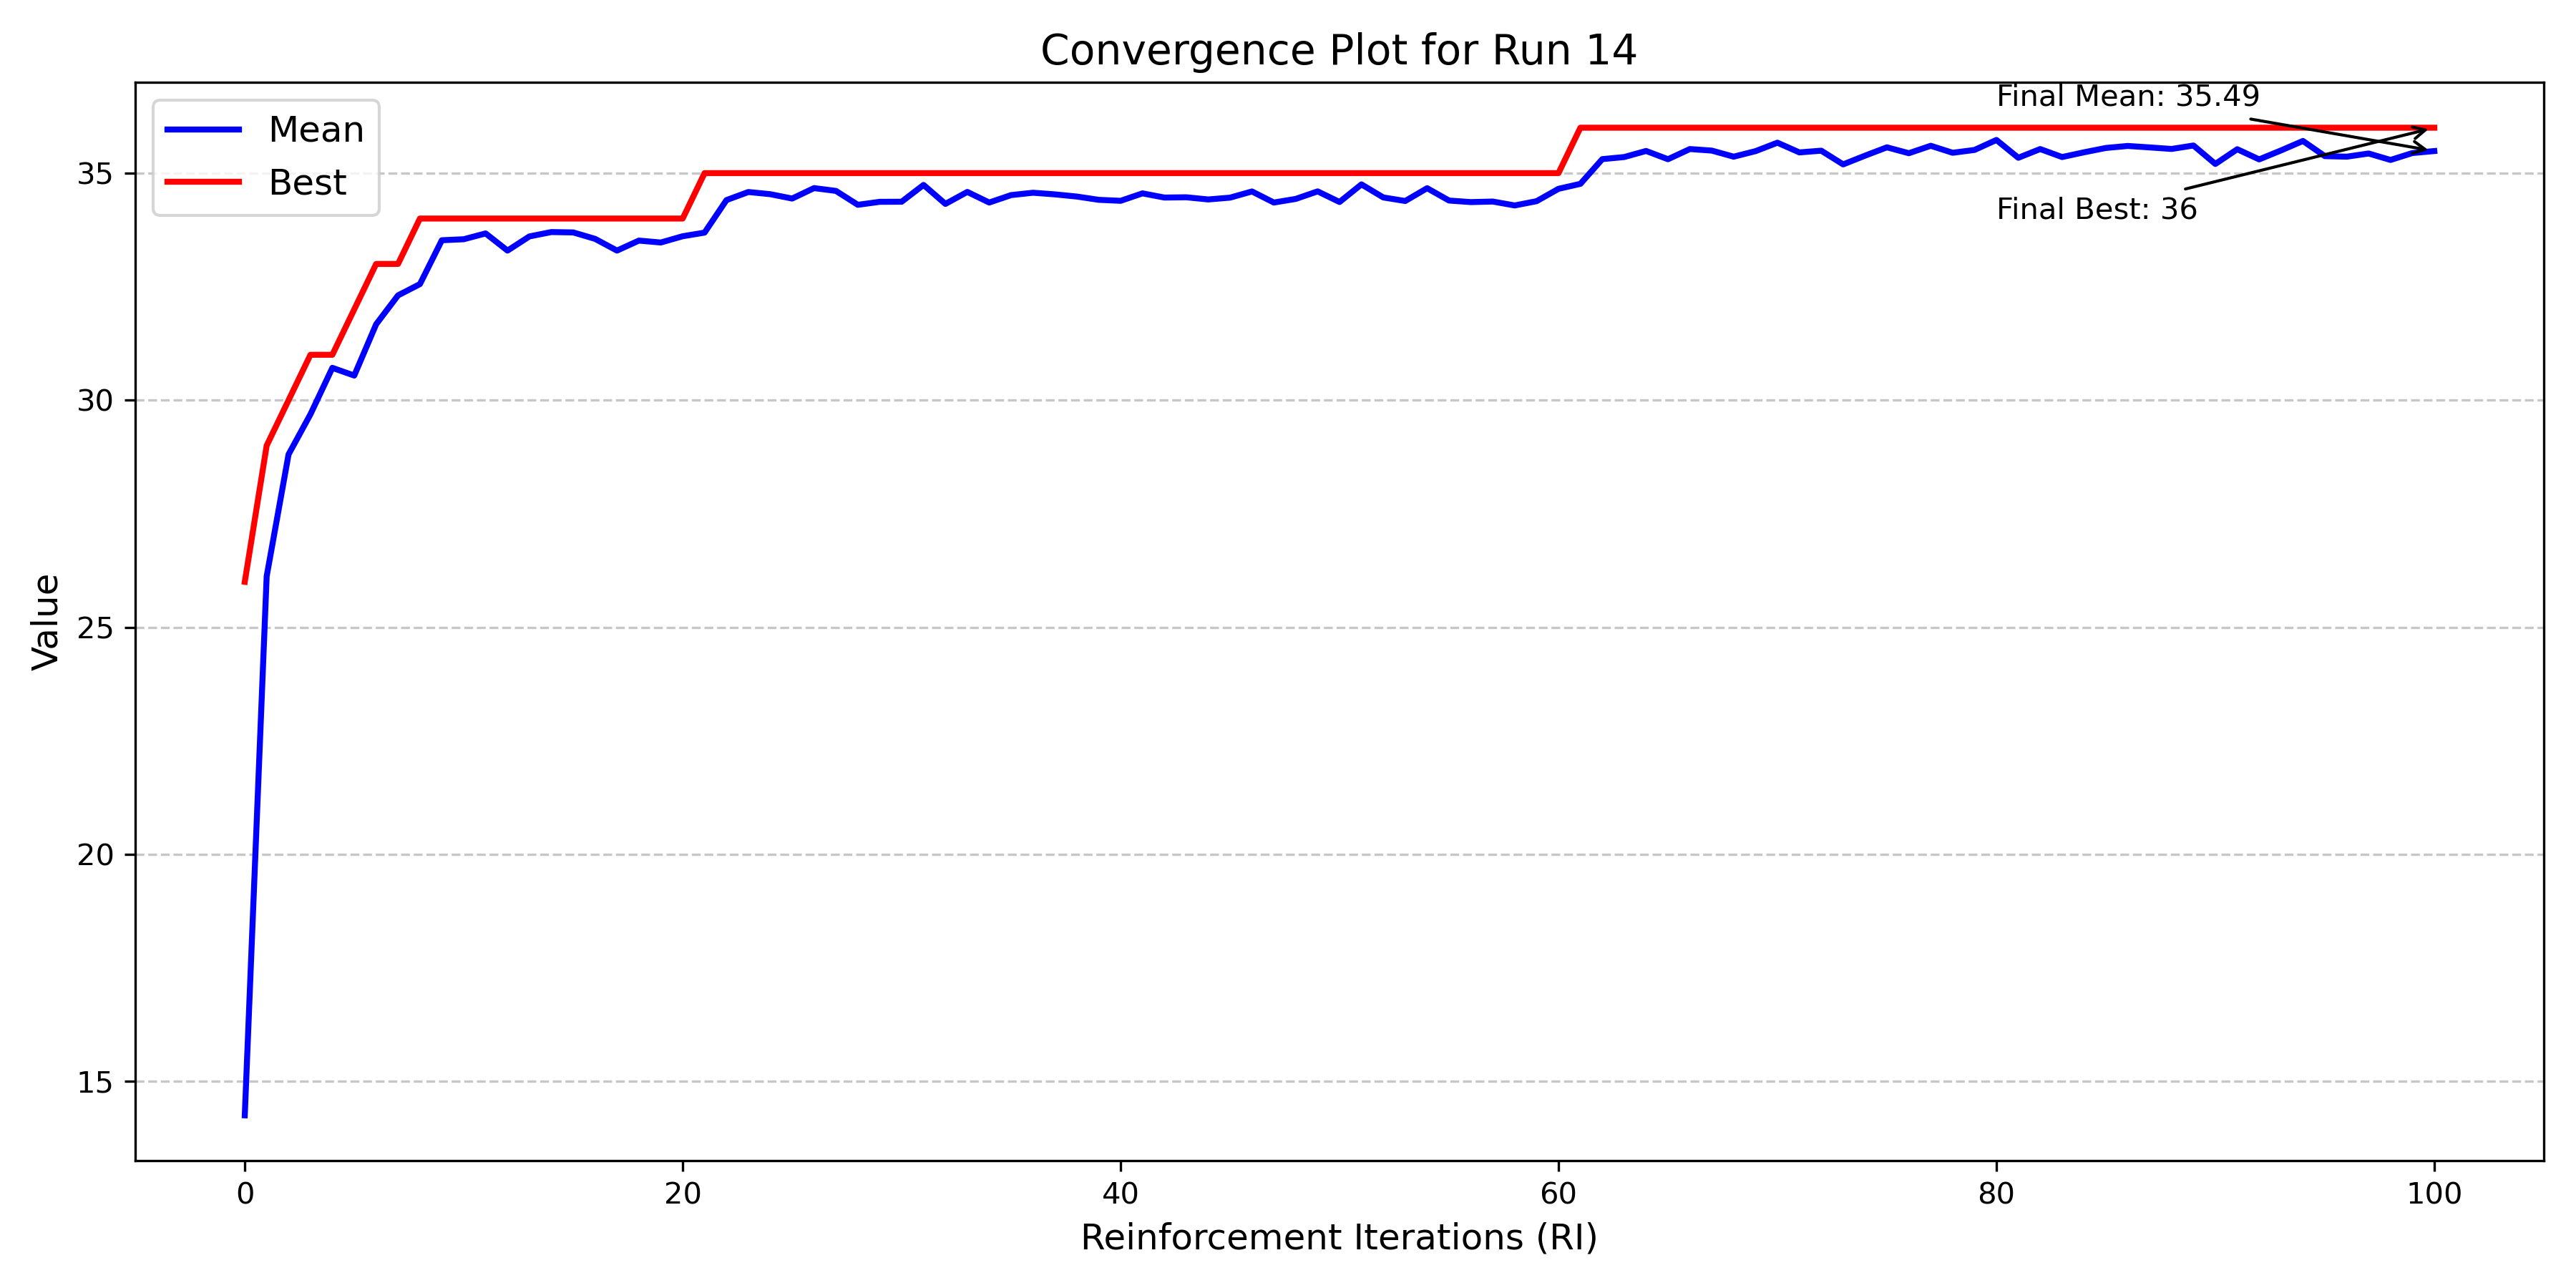 Convergence Plot for Run 14
Mean
Best
Final Mean: 35.49
Final Best: 36
Value
35
30
25
20
15
0 20 40 60 80 100
Reinforcement Iterations (RI)